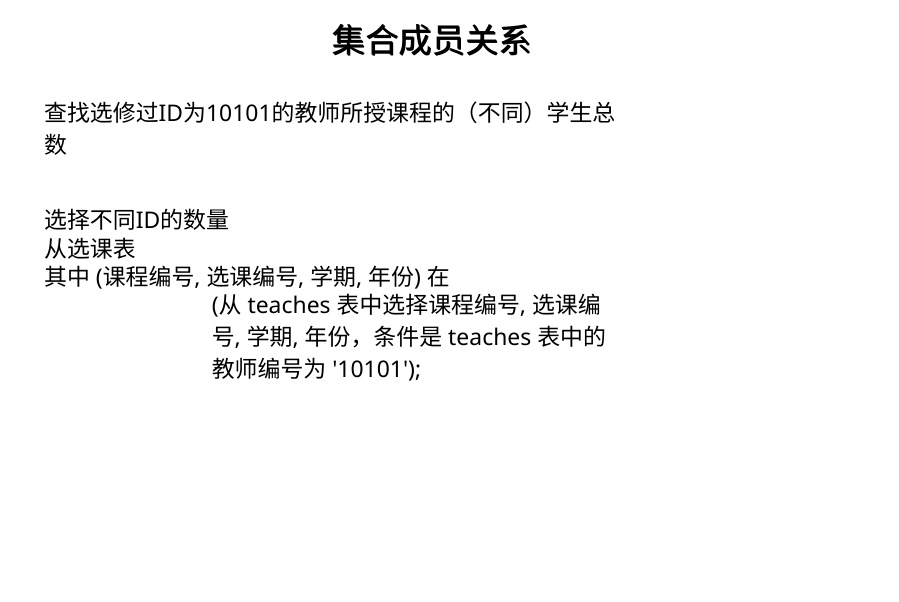 集合成员关系
查找选修过ID为10101的教师所授课程的（不同）学生总
数
选择不同ID的数量
从选课表
其中 (课程编号, 选课编号, 学期, 年份) 在
(从 teaches 表中选择课程编号, 选课编
号, 学期, 年份，条件是 teaches 表中的
教师编号为 '10101');